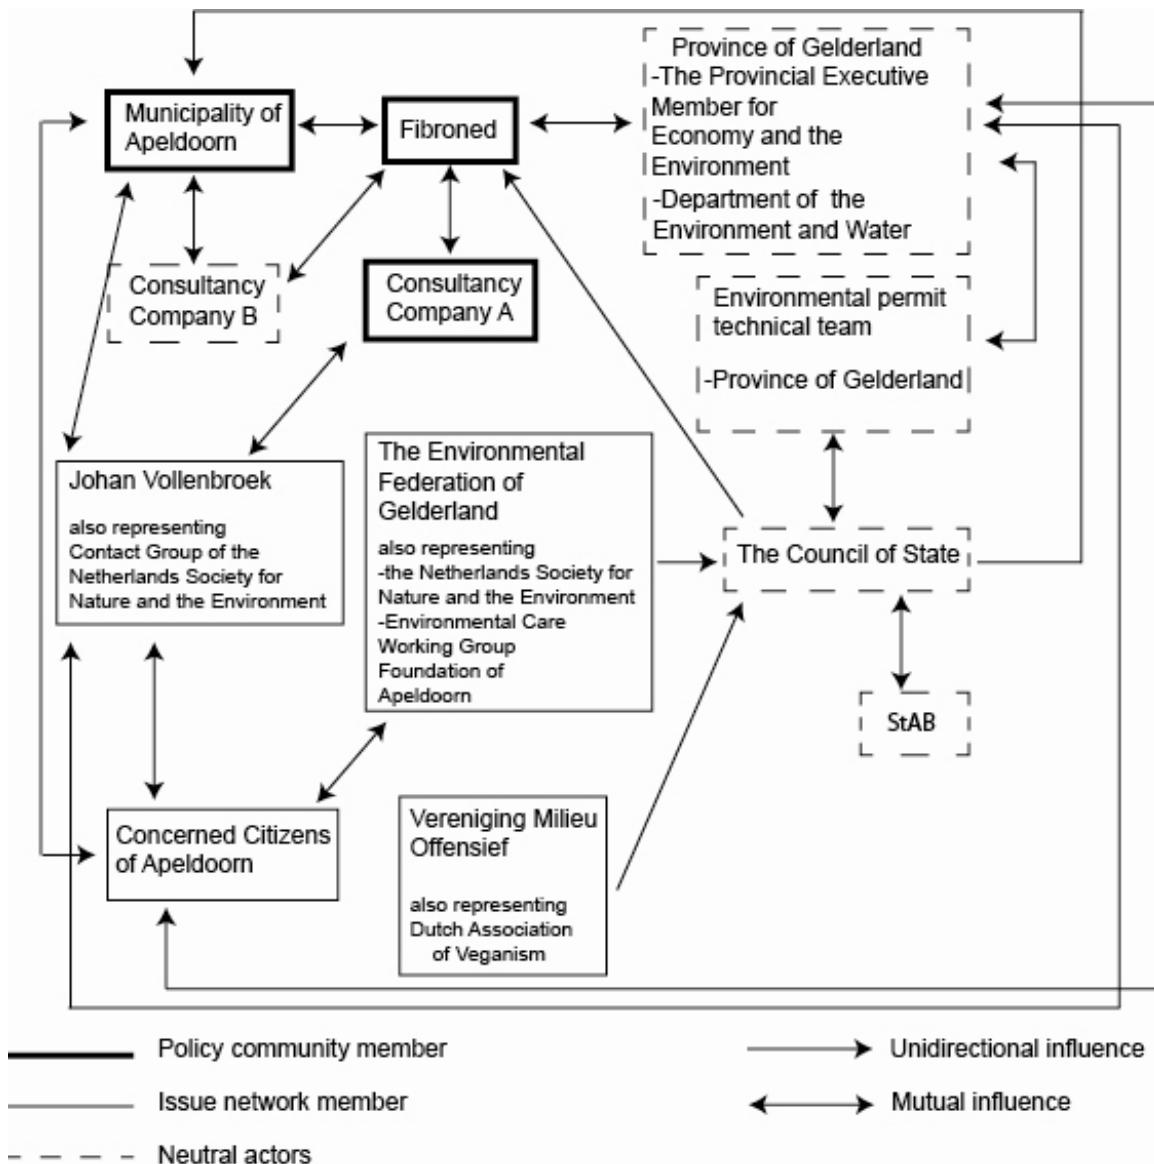 Municipality of
Apeldoorn
Fibroned
Province of Gelderland
-The Provincial Executive
Member for
Economy and the
Environment
-Department of the
Environment and Water
Consultancy
Company B
Consultancy
Company A
Environmental permit
technical team
-Province of Gelderland
Johan Vollenbroek
also representing
Contact Group of the
Netherlands Society for
Nature and the Environment
The Environmental
Federation of
Gelderland
also representing
-the Netherlands Society for
Nature and the Environment
-Environmental Care
Working Group
Foundation of
Apeldoorn
The Council of State
StAB
Concerned Citizens
of Apeldoorn
Vereniging Milieu
Offensief
also representing
Dutch Association
of Veganism
Policy community member
Unidirectional influence
Issue network member
Mutual influence
Neutral actors